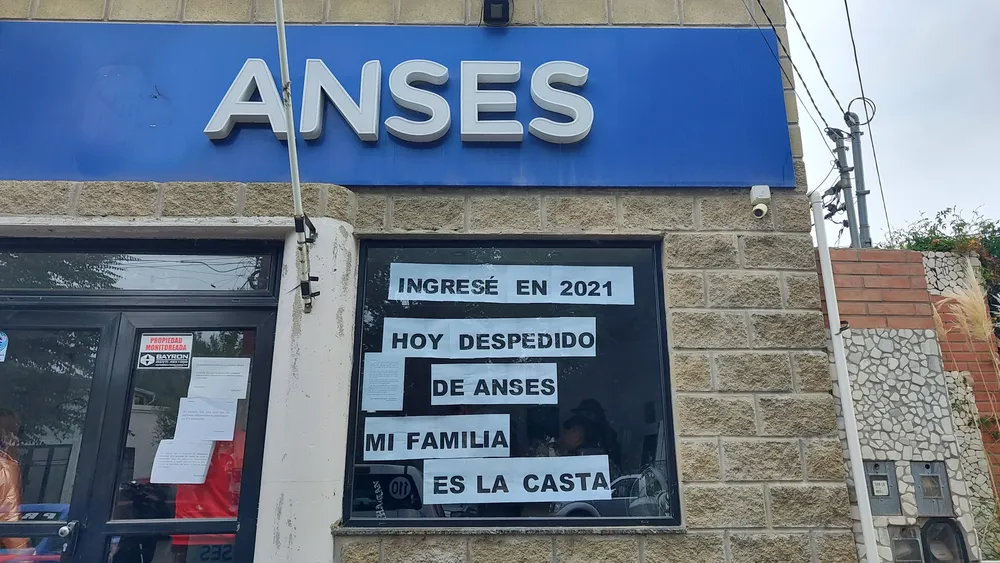 ANSES
INGRESÉ EN 2021
HOY DESPEDIDO
DE ANSES
MI FAMILIA
ES LA CASTA
PROPIEDAD
MONITOREADA
BAYRON